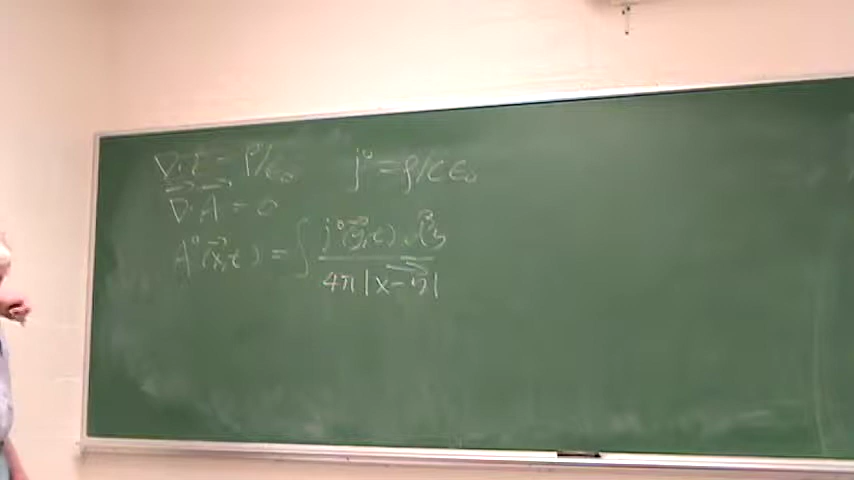 ∇·E = ρ/ε₀    j⁰ = ρ/cε₀
∇·A = 0
A⁰(x,t) = ∫ j⁰(y,t) d³y / 4π|x−y|